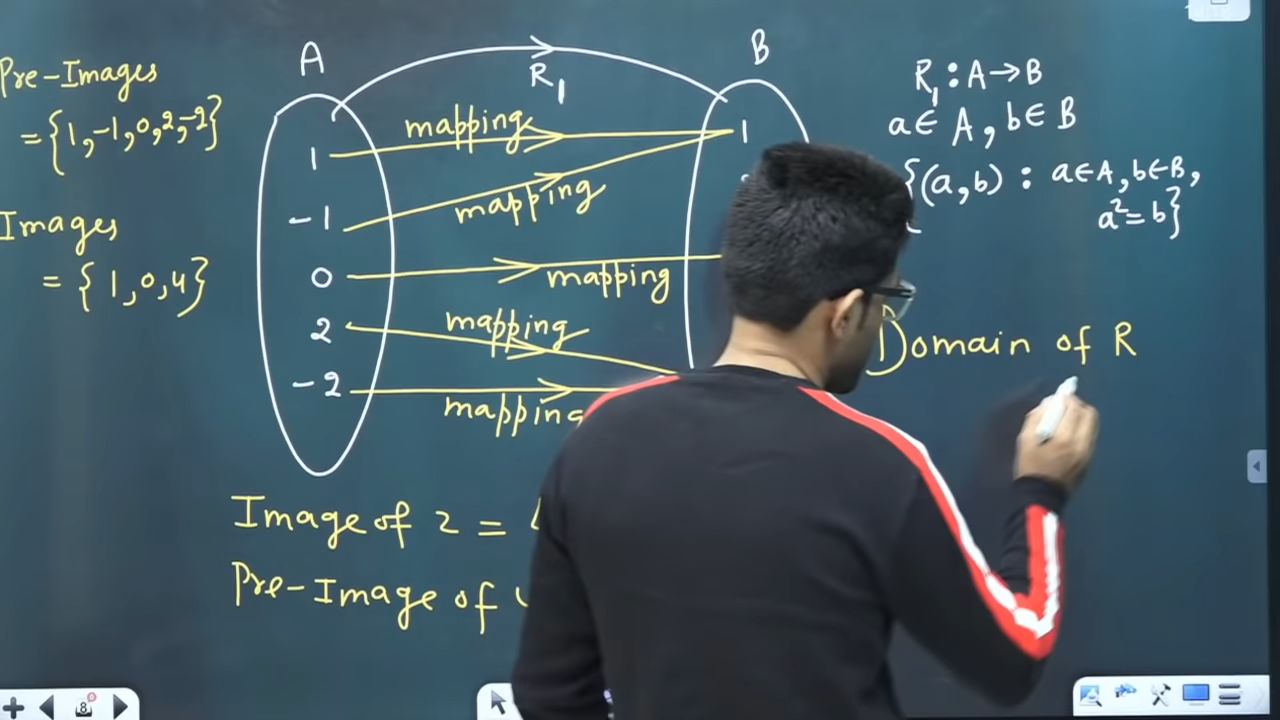 Pre-Images
= {1,-1,0,2,-2}
Images
= {1,0,4}
A
R₁
B
1
-1
0
2
-2
mapping
mapping
mapping
mapping
mapping
1
Image of 2 =
Pre-Image of
R₁ : A→B
a∈A, b∈B
{(a,b) : a∈A, b∈B,
a²=b}
Domain of R
8